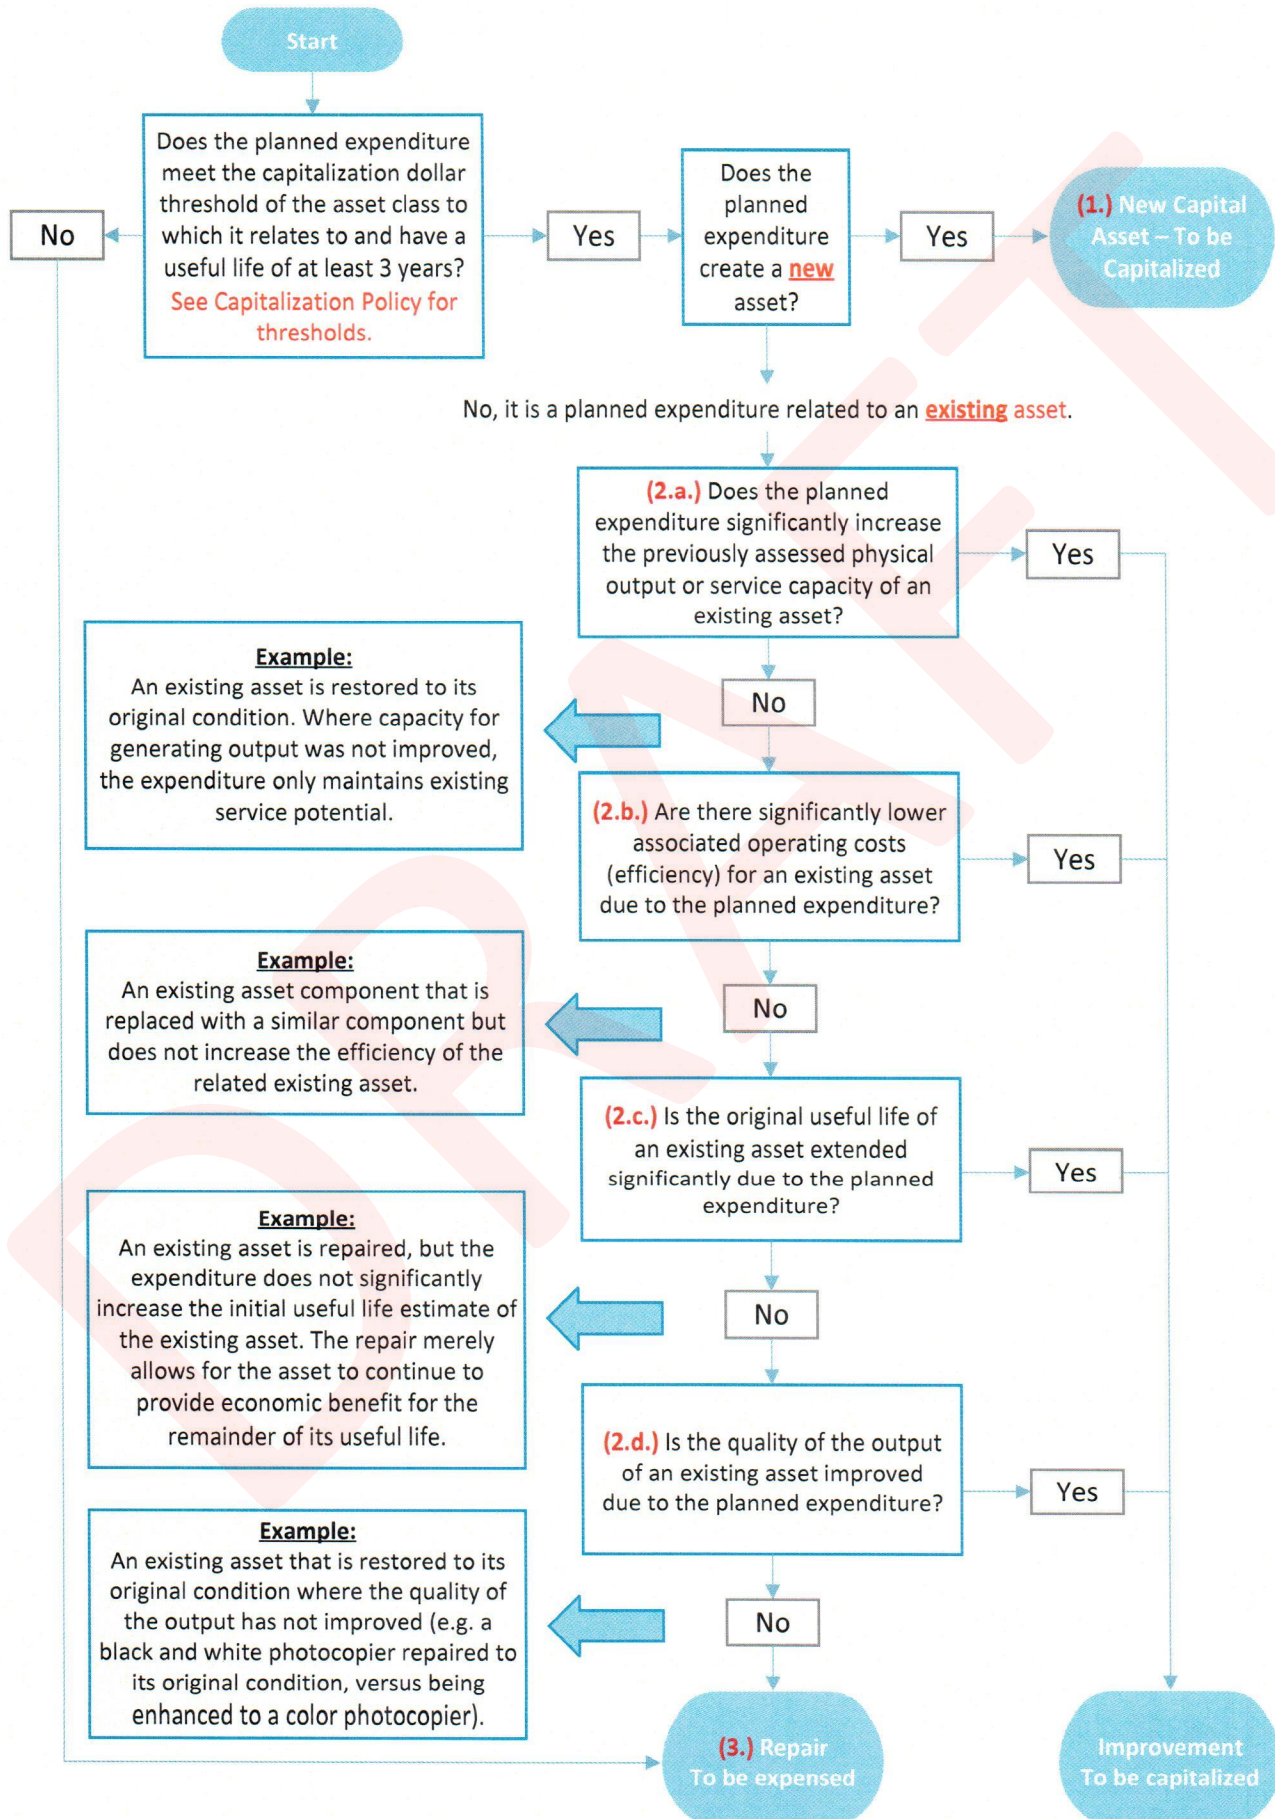 Start
Does the planned expenditure
meet the capitalization dollar
threshold of the asset class to
which it relates to and have a
useful life of at least 3 years?
See Capitalization Policy for
thresholds.
No
Yes
Does the
planned
expenditure
create a new
asset?
Yes
(1.) New Capital
Asset – To be
Capitalized
No, it is a planned expenditure related to an existing asset.
(2.a.) Does the planned
expenditure significantly increase
the previously assessed physical
output or service capacity of an
existing asset?
Yes
No
Example:
An existing asset is restored to its
original condition. Where capacity for
generating output was not improved,
the expenditure only maintains existing
service potential.
(2.b.) Are there significantly lower
associated operating costs
(efficiency) for an existing asset
due to the planned expenditure?
Yes
No
Example:
An existing asset component that is
replaced with a similar component but
does not increase the efficiency of the
related existing asset.
(2.c.) Is the original useful life of
an existing asset extended
significantly due to the planned
expenditure?
Yes
No
Example:
An existing asset is repaired, but the
expenditure does not significantly
increase the initial useful life estimate of
the existing asset. The repair merely
allows for the asset to continue to
provide economic benefit for the
remainder of its useful life.
(2.d.) Is the quality of the output
of an existing asset improved
due to the planned expenditure?
Yes
No
Example:
An existing asset that is restored to its
original condition where the quality of
the output has not improved (e.g. a
black and white photocopier repaired to
its original condition, versus being
enhanced to a color photocopier).
(3.) Repair
To be expensed
Improvement
To be capitalized
DRAFT